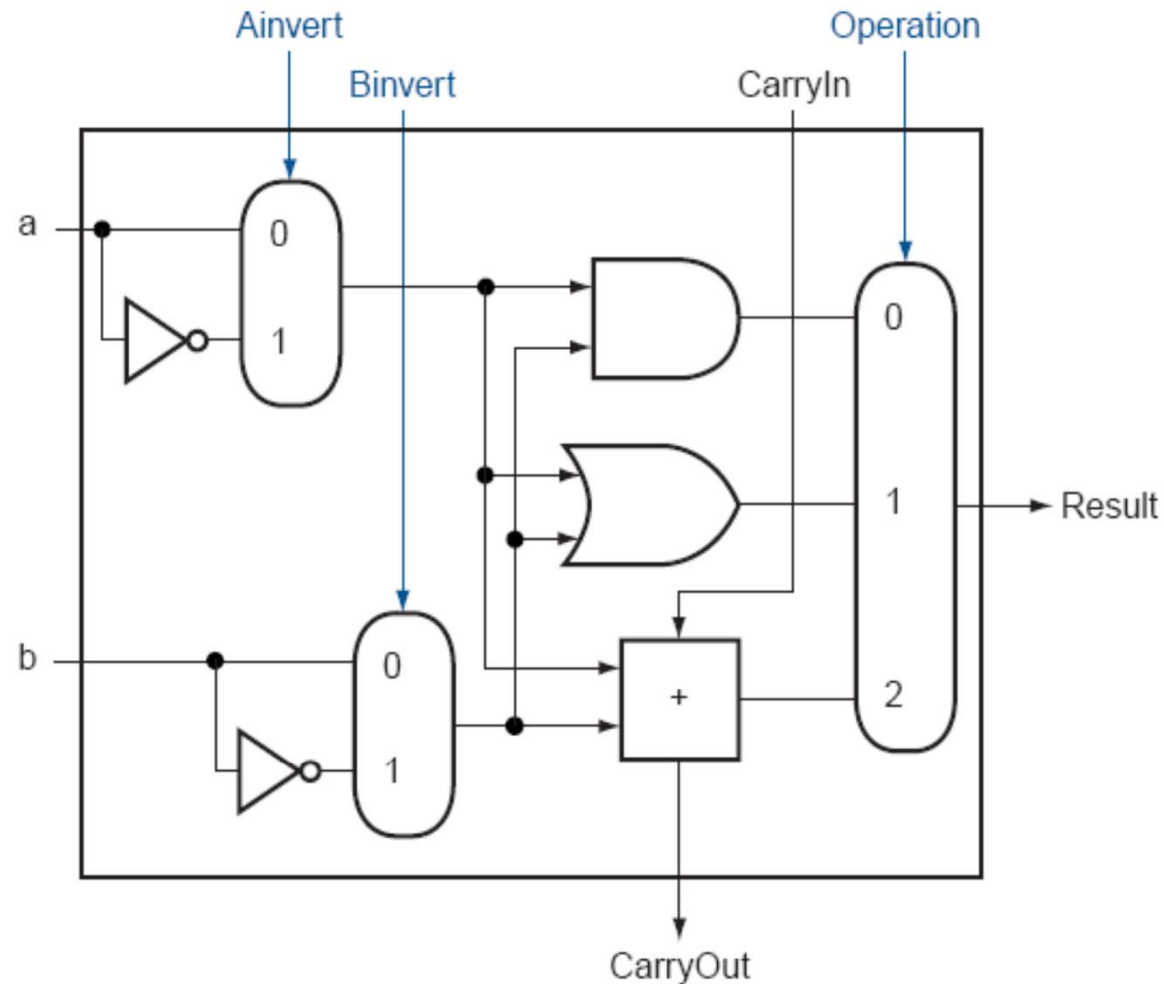 Ainvert
Operation
Binvert
CarryIn
a
0
1
0
1
Result
b
0
1
+
2
CarryOut